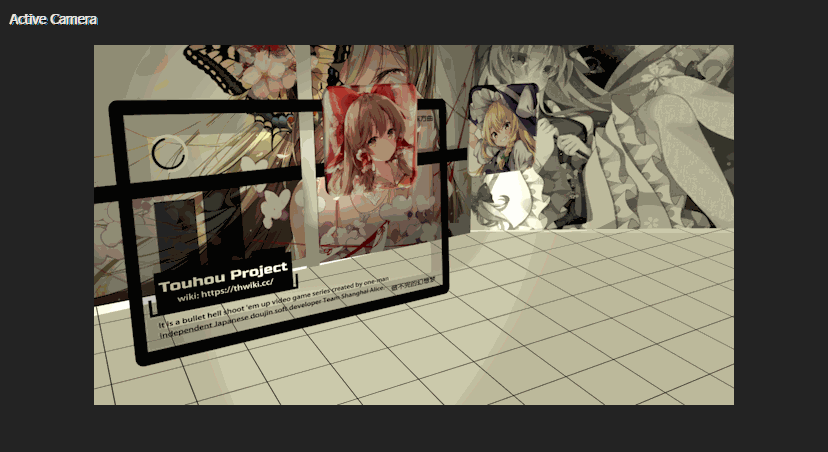 Active Camera
Touhou Project
wiki: https://thwiki.cc/
It is a bullet hell shoot 'em up video game series created by one-man
independent Japanese doujin soft developer Team Shanghai Alice.